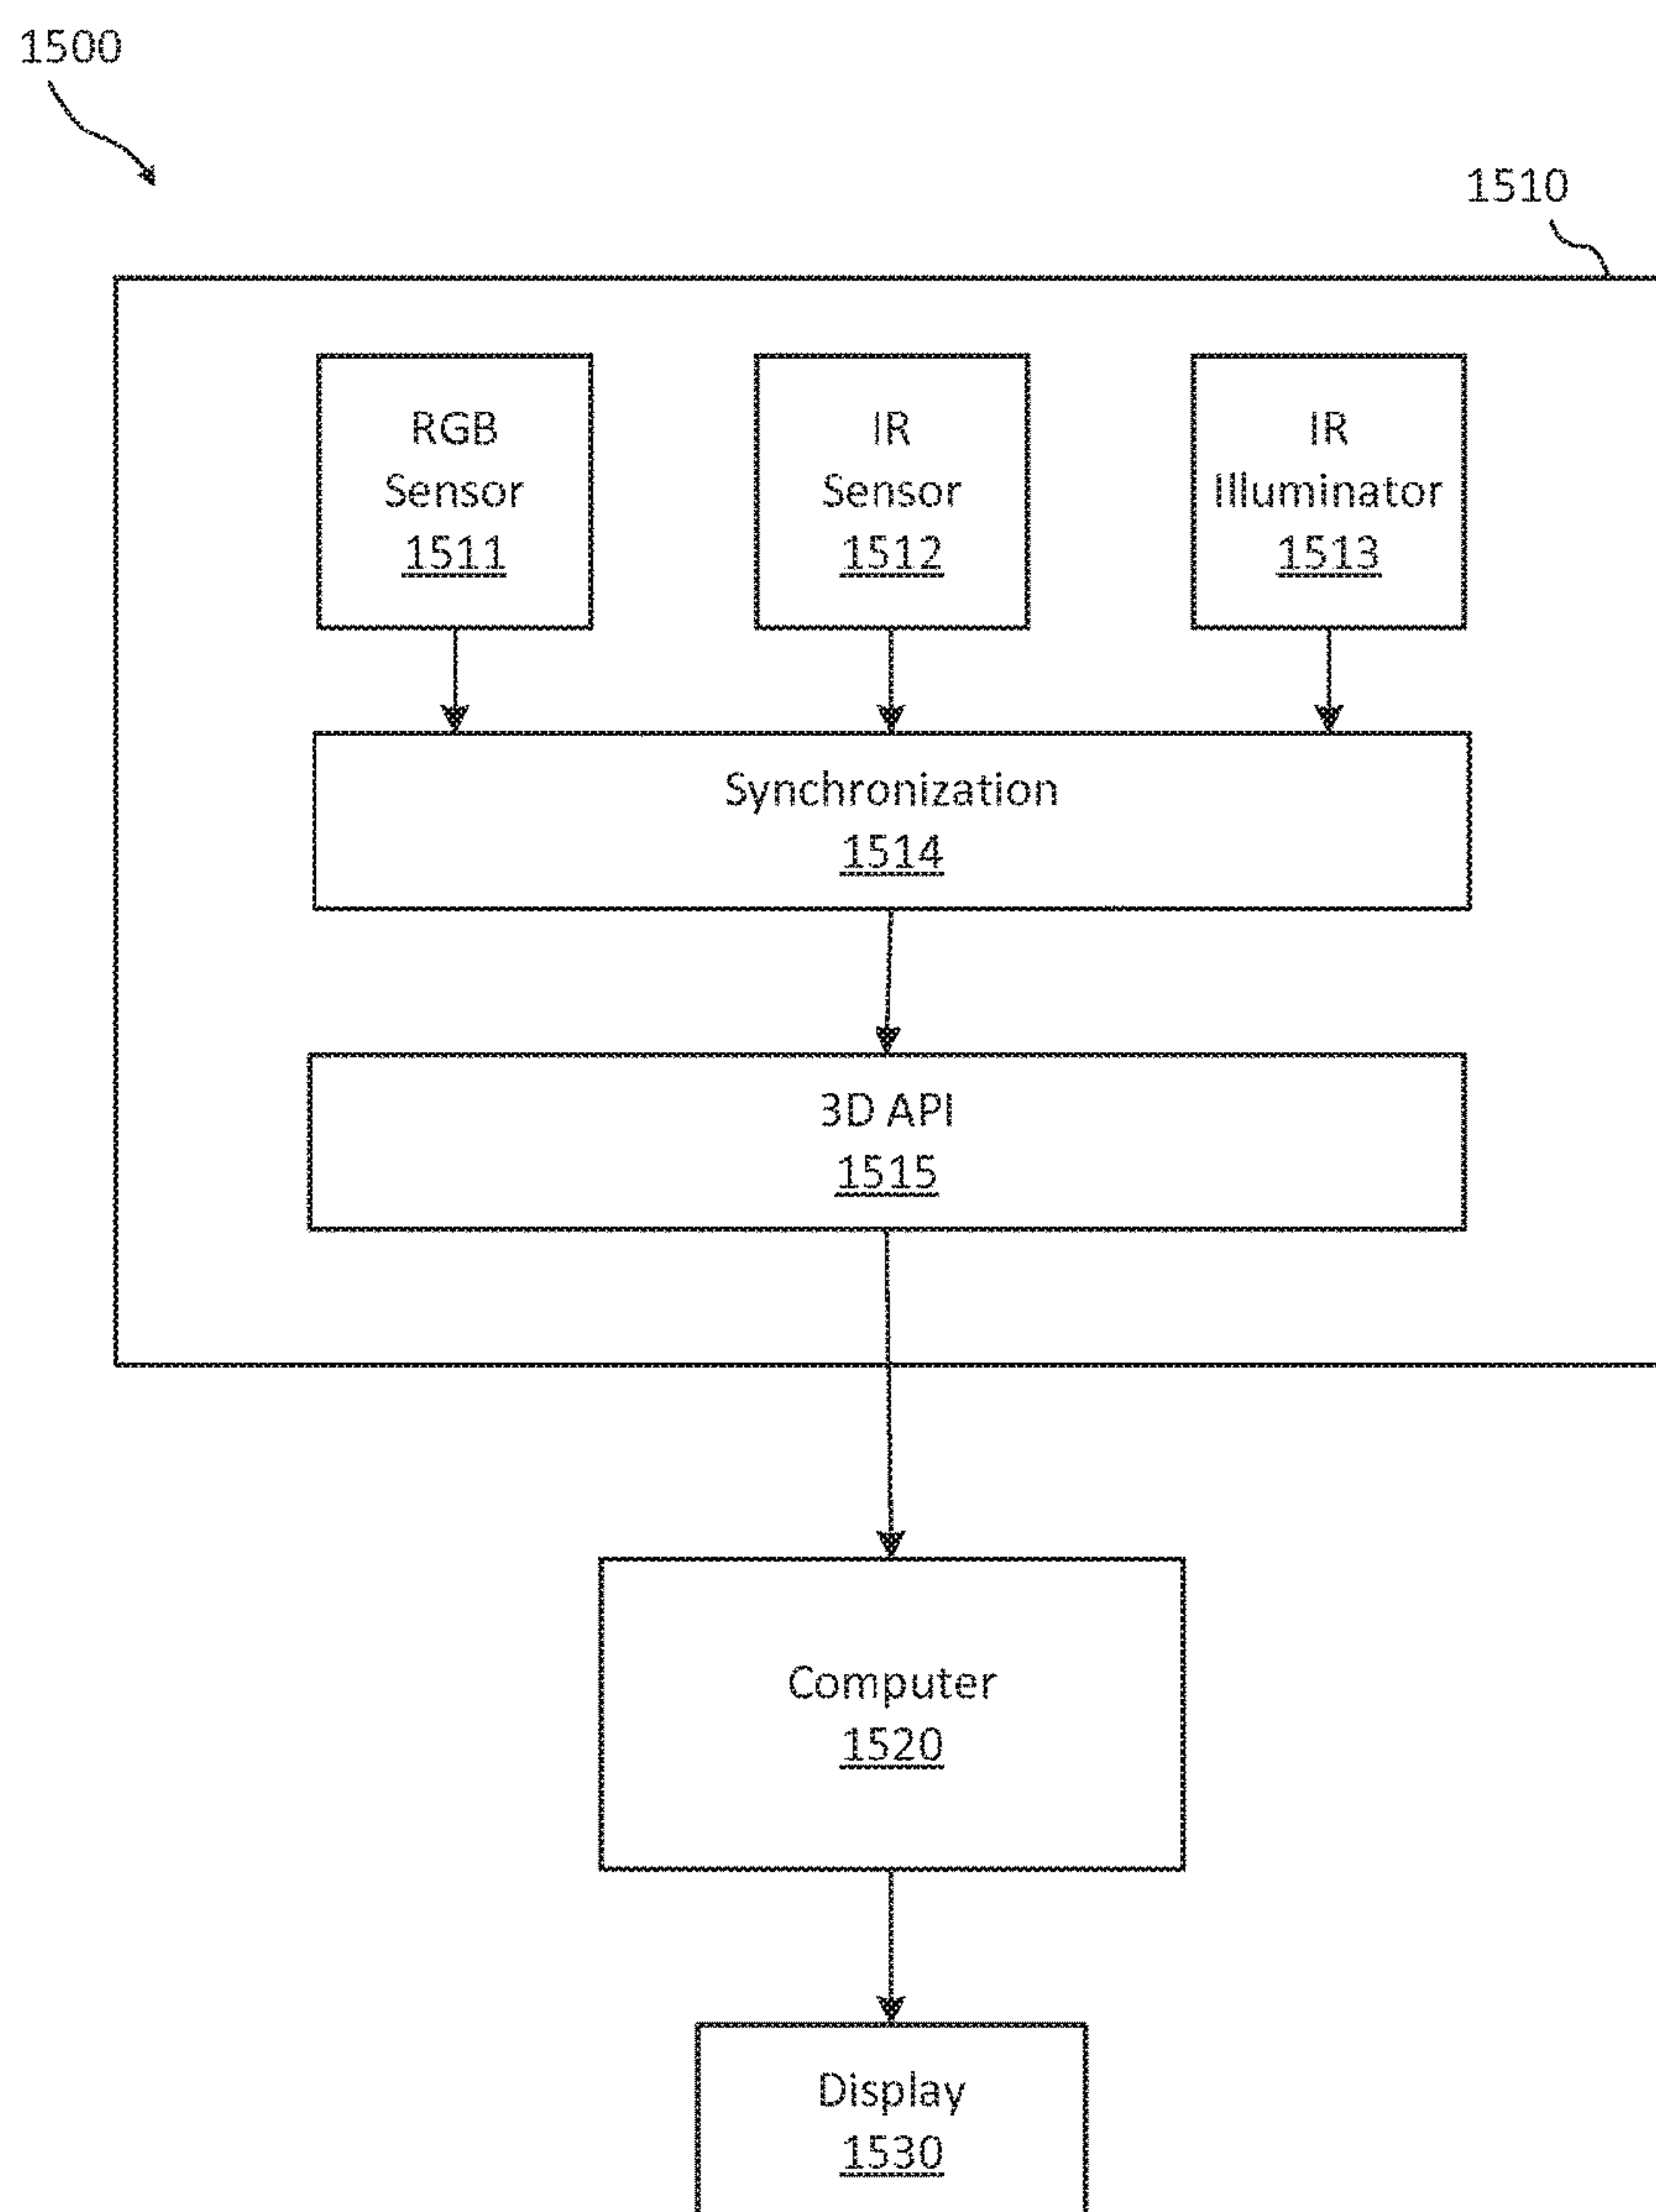 1500
1510
RGB
Sensor
1511
IR
Sensor
1512
IR
Illuminator
1513
Synchronization
1514
3D API
1515
Computer
1520
Display
1530